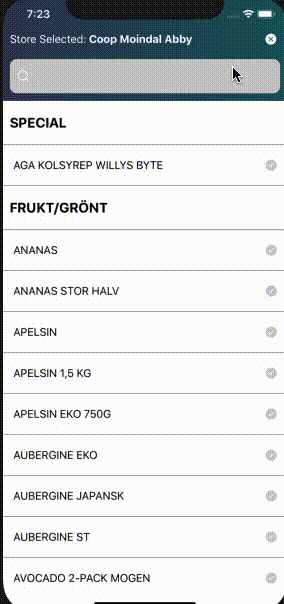 7:23
Store Selected: Coop Moindal Abby
SPECIAL
AGA KOLSYREP WILLYS BYTE
FRUKT/GRÖNT
ANANAS
ANANAS STOR HALV
APELSIN
APELSIN 1,5 KG
APELSIN EKO 750G
AUBERGINE EKO
AUBERGINE JAPANSK
AUBERGINE ST
AVOCADO 2-PACK MOGEN